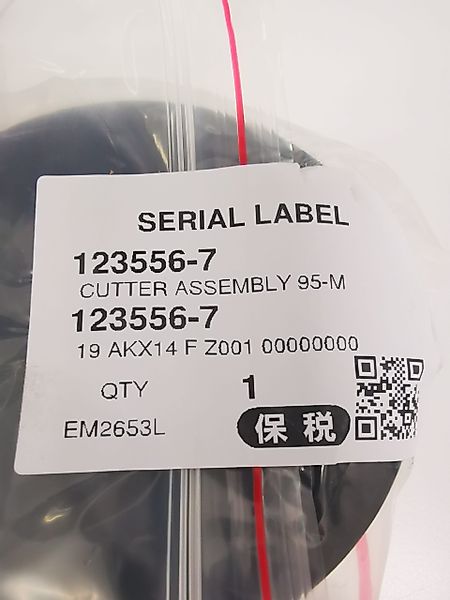 SERIAL LABEL
123556-7
CUTTER ASSEMBLY 95-M
123556-7
19 AKX14 F Z001 00000000
QTY 1
EM2653L 保税